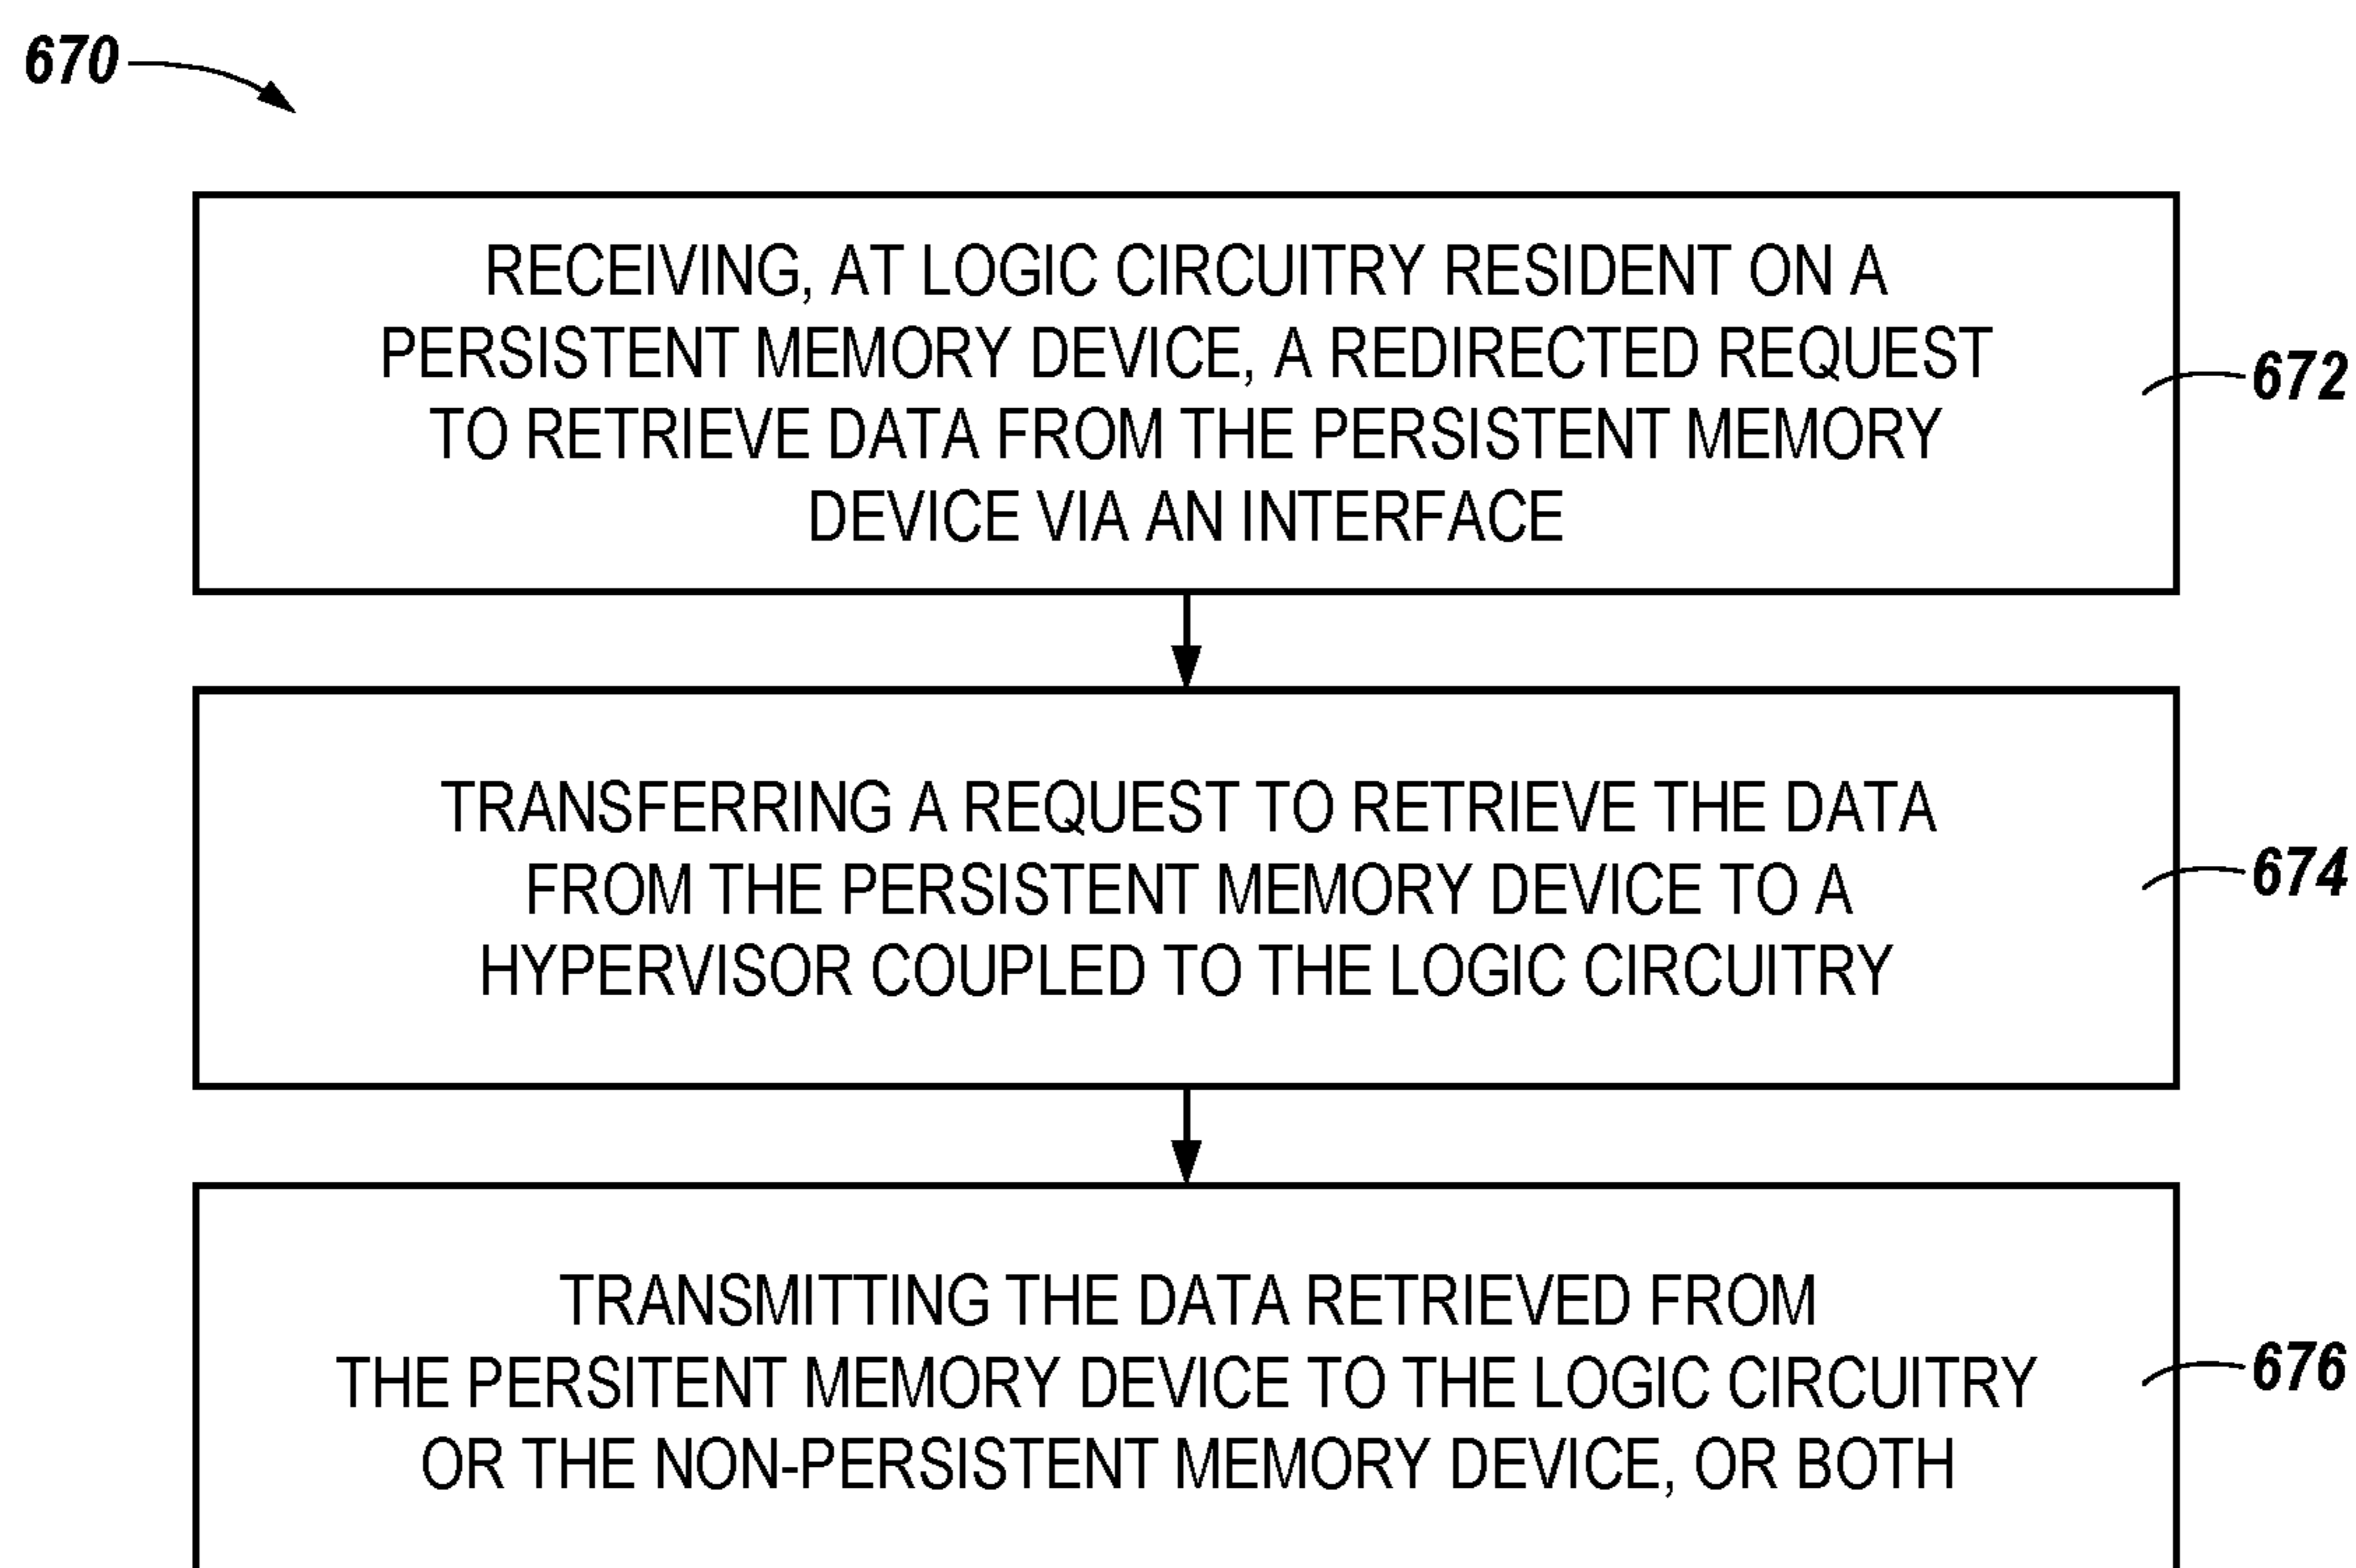 670
RECEIVING, AT LOGIC CIRCUITRY RESIDENT ON A
PERSISTENT MEMORY DEVICE, A REDIRECTED REQUEST
TO RETRIEVE DATA FROM THE PERSISTENT MEMORY
DEVICE VIA AN INTERFACE
672
TRANSFERRING A REQUEST TO RETRIEVE THE DATA
FROM THE PERSISTENT MEMORY DEVICE TO A
HYPERVISOR COUPLED TO THE LOGIC CIRCUITRY
674
TRANSMITTING THE DATA RETRIEVED FROM
THE PERSITENT MEMORY DEVICE TO THE LOGIC CIRCUITRY
OR THE NON-PERSISTENT MEMORY DEVICE, OR BOTH
676